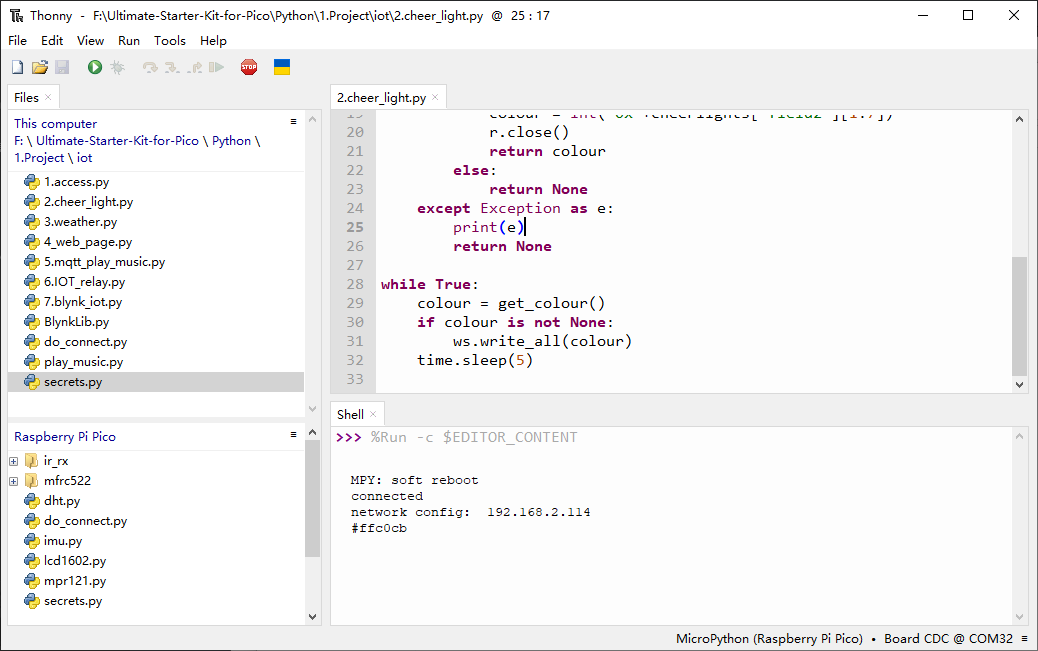 Thonny - F:\Ultimate-Starter-Kit-for-Pico\Python\1.Project\iot\2.cheer_light.py @ 25 : 17
File Edit View Run Tools Help
STOP
Files ×
This computer
F: \ Ultimate-Starter-Kit-for-Pico \ Python \
1.Project \ iot
1.access.py
2.cheer_light.py
3.weather.py
4_web_page.py
5.mqtt_play_music.py
6.IOT_relay.py
7.blynk_iot.py
BlynkLib.py
do_connect.py
play_music.py
secrets.py
Raspberry Pi Pico
ir_rx
mfrc522
dht.py
do_connect.py
imu.py
lcd1602.py
mpr121.py
secrets.py
2.cheer_light.py ×
19 colour = int('0x'+cheerlights['field2'][1:7])
20 r.close()
21 return colour
22 else:
23 return None
24 except Exception as e:
25 print(e)
26 return None
27
28 while True:
29 colour = get_colour()
30 if colour is not None:
31 ws.write_all(colour)
32 time.sleep(5)
33
Shell ×
>>> %Run -c $EDITOR_CONTENT
MPY: soft reboot
connected
network config: 192.168.2.114
#ffc0cb
MicroPython (Raspberry Pi Pico) • Board CDC @ COM32 ≡